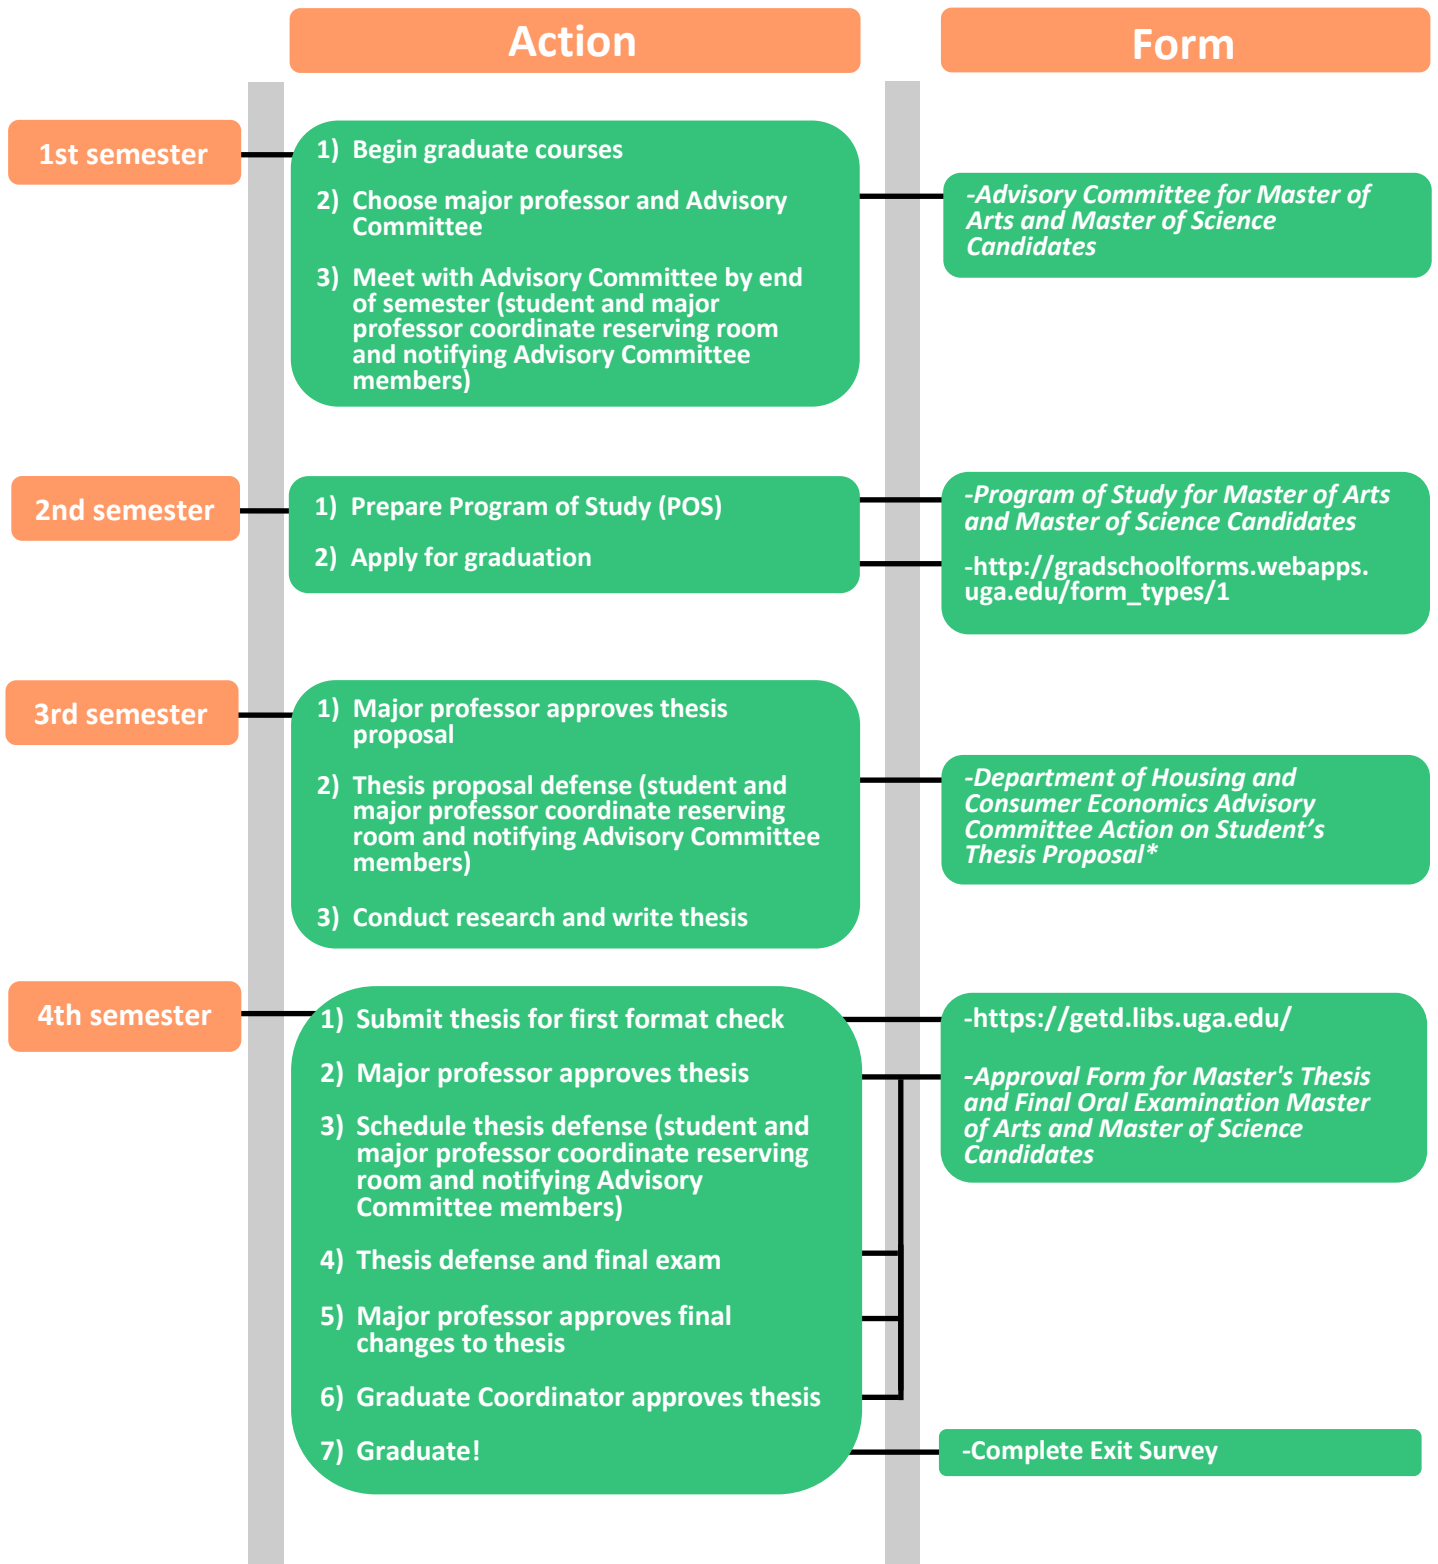 Action
Form
1st semester
1) Begin graduate courses
2) Choose major professor and Advisory
Committee
3) Meet with Advisory Committee by end
of semester (student and major
professor coordinate reserving room
and notifying Advisory Committee
members)
-Advisory Committee for Master of
Arts and Master of Science
Candidates
2nd semester
1) Prepare Program of Study (POS)
2) Apply for graduation
-Program of Study for Master of Arts
and Master of Science Candidates
-http://gradschoolforms.webapps.
uga.edu/form_types/1
3rd semester
1) Major professor approves thesis
proposal
2) Thesis proposal defense (student and
major professor coordinate reserving
room and notifying Advisory Committee
members)
3) Conduct research and write thesis
-Department of Housing and
Consumer Economics Advisory
Committee Action on Student’s
Thesis Proposal*
4th semester
1) Submit thesis for first format check
2) Major professor approves thesis
3) Schedule thesis defense (student and
major professor coordinate reserving
room and notifying Advisory
Committee members)
4) Thesis defense and final exam
5) Major professor approves final
changes to thesis
6) Graduate Coordinator approves thesis
7) Graduate!
-https://getd.libs.uga.edu/
-Approval Form for Master's Thesis
and Final Oral Examination Master
of Arts and Master of Science
Candidates
-Complete Exit Survey